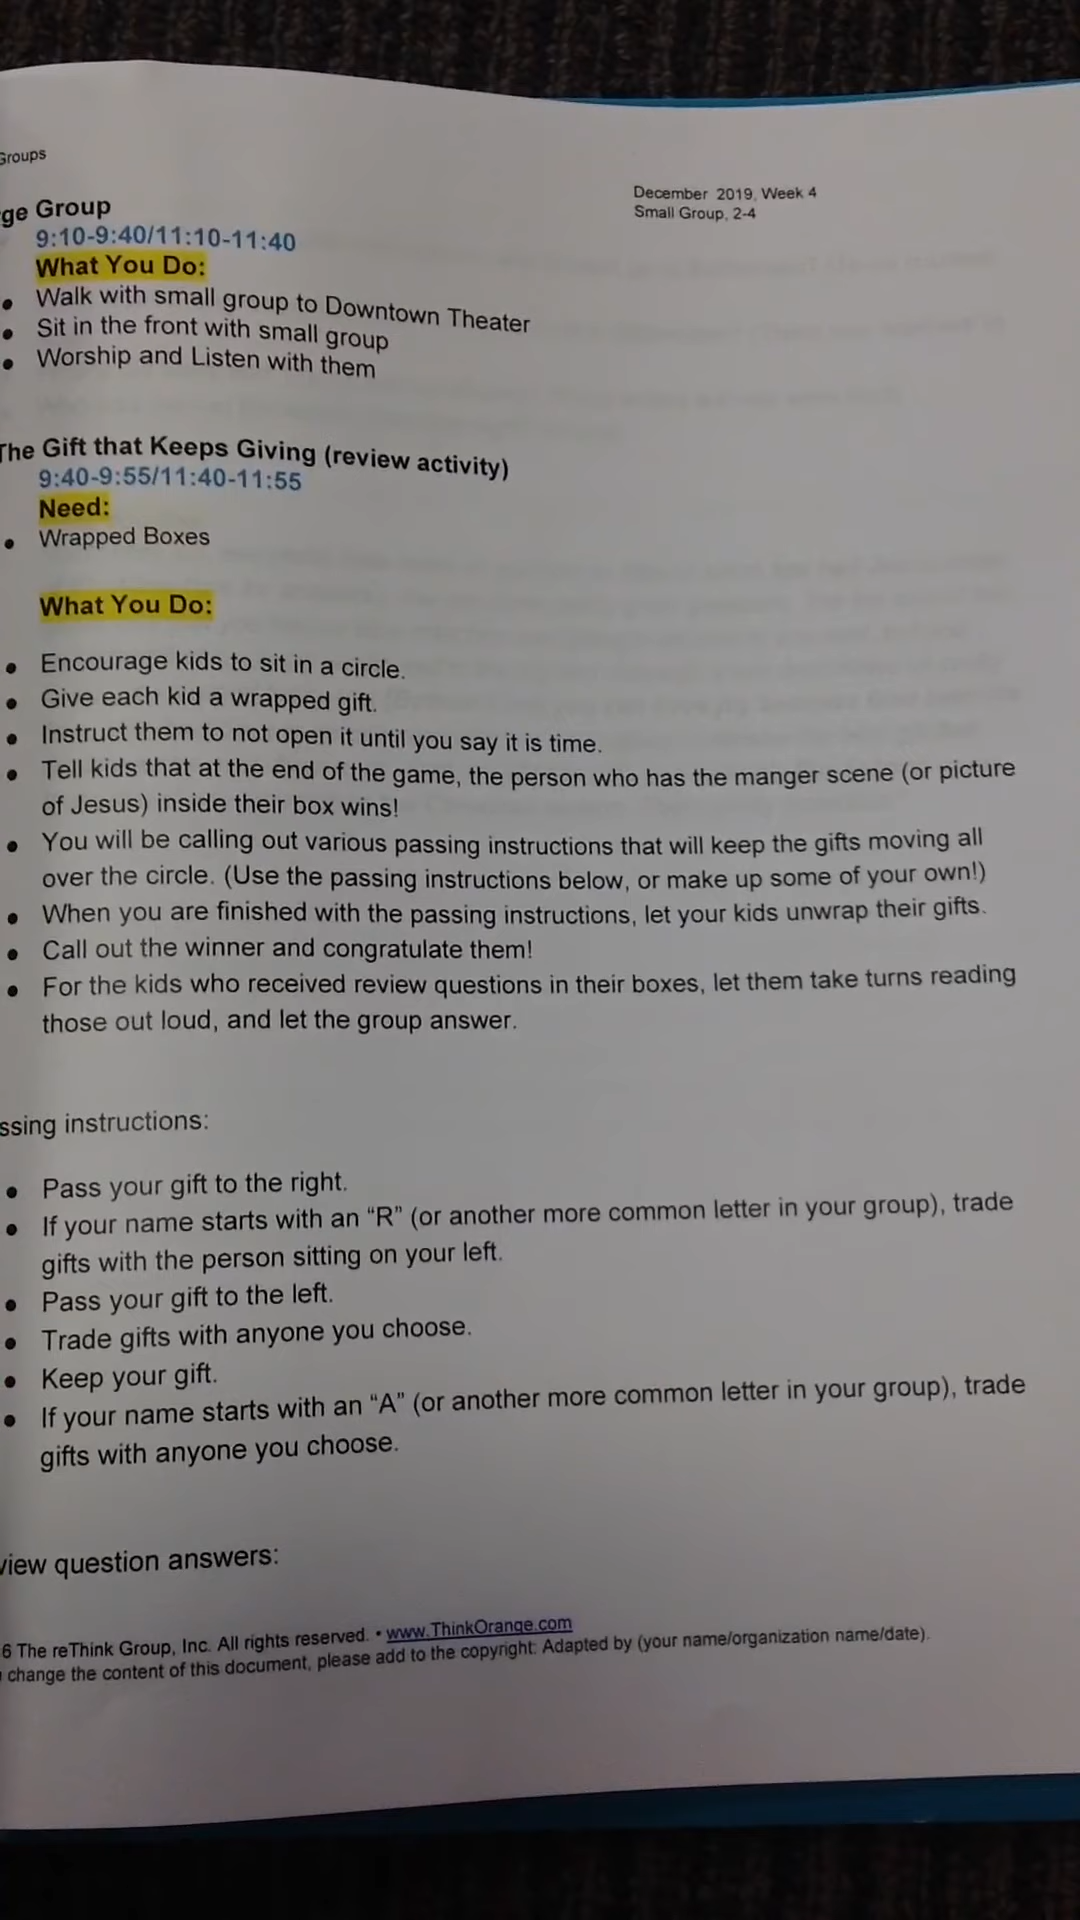 Groups
December 2019, Week 4
Small Group, 2-4
ge Group
9:10-9:40/11:10-11:40
What You Do:
• Walk with small group to Downtown Theater
• Sit in the front with small group
• Worship and Listen with them
The Gift that Keeps Giving (review activity)
9:40-9:55/11:40-11:55
Need:
• Wrapped Boxes
What You Do:
• Encourage kids to sit in a circle.
• Give each kid a wrapped gift.
• Instruct them to not open it until you say it is time.
• Tell kids that at the end of the game, the person who has the manger scene (or picture
of Jesus) inside their box wins!
• You will be calling out various passing instructions that will keep the gifts moving all
over the circle. (Use the passing instructions below, or make up some of your own!)
• When you are finished with the passing instructions, let your kids unwrap their gifts.
• Call out the winner and congratulate them!
• For the kids who received review questions in their boxes, let them take turns reading
those out loud, and let the group answer.
ssing instructions:
• Pass your gift to the right.
• If your name starts with an “R” (or another more common letter in your group), trade
gifts with the person sitting on your left.
• Pass your gift to the left.
• Trade gifts with anyone you choose.
• Keep your gift.
• If your name starts with an “A” (or another more common letter in your group), trade
gifts with anyone you choose.
view question answers:
6 The reThink Group, Inc. All rights reserved. • www.ThinkOrange.com
change the content of this document, please add to the copyright: Adapted by (your name/organization name/date).